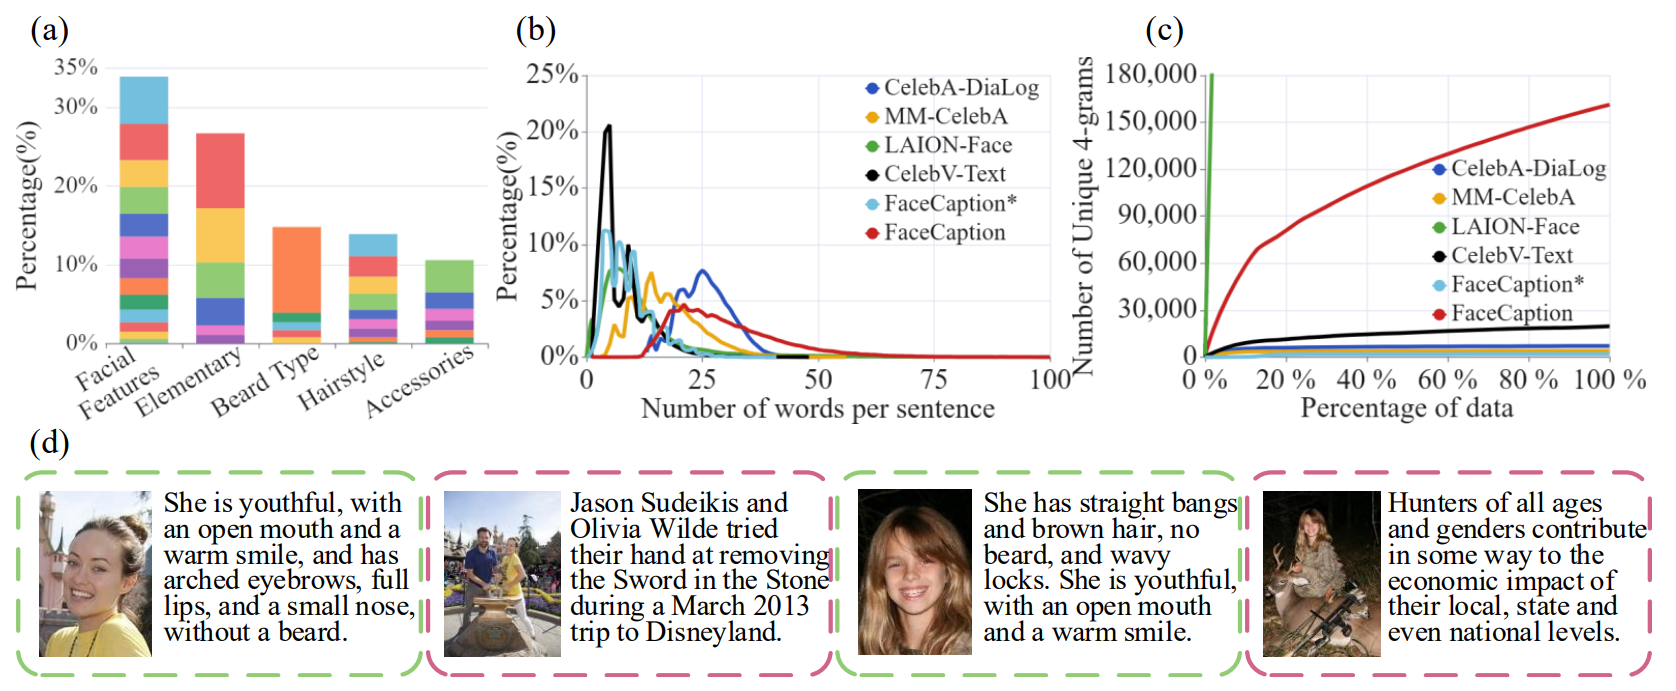 (a)
35%
30%
20%
10%
0%
Percentage(%)
Facial
Features
Elementary
Beard Type
Hairstyle
Accessories
(b)
25%
20%
15%
10%
5%
0%
Percentage(%)
CelebA-DiaLog
MM-CelebA
LAION-Face
CelebV-Text
FaceCaption*
FaceCaption
0
25
50
75
100
Number of words per sentence
(c)
180,000
150,000
120,000
90,000
60,000
30,000
0
Number of Unique 4-grams
CelebA-DiaLog
MM-CelebA
LAION-Face
CelebV-Text
FaceCaption*
FaceCaption
0 %
20 %
40 %
60 %
80 %
100 %
Percentage of data
(d)
She is youthful, with
an open mouth and a
warm smile, and has
arched eyebrows, full
lips, and a small nose,
without a beard.
Jason Sudeikis and
Olivia Wilde tried
their hand at removing
the Sword in the Stone
during a March 2013
trip to Disneyland.
She has straight bangs
and brown hair, no
beard, and wavy
locks. She is youthful,
with an open mouth
and a warm smile.
Hunters of all ages
and genders contribute
in some way to the
economic impact of
their local, state and
even national levels.